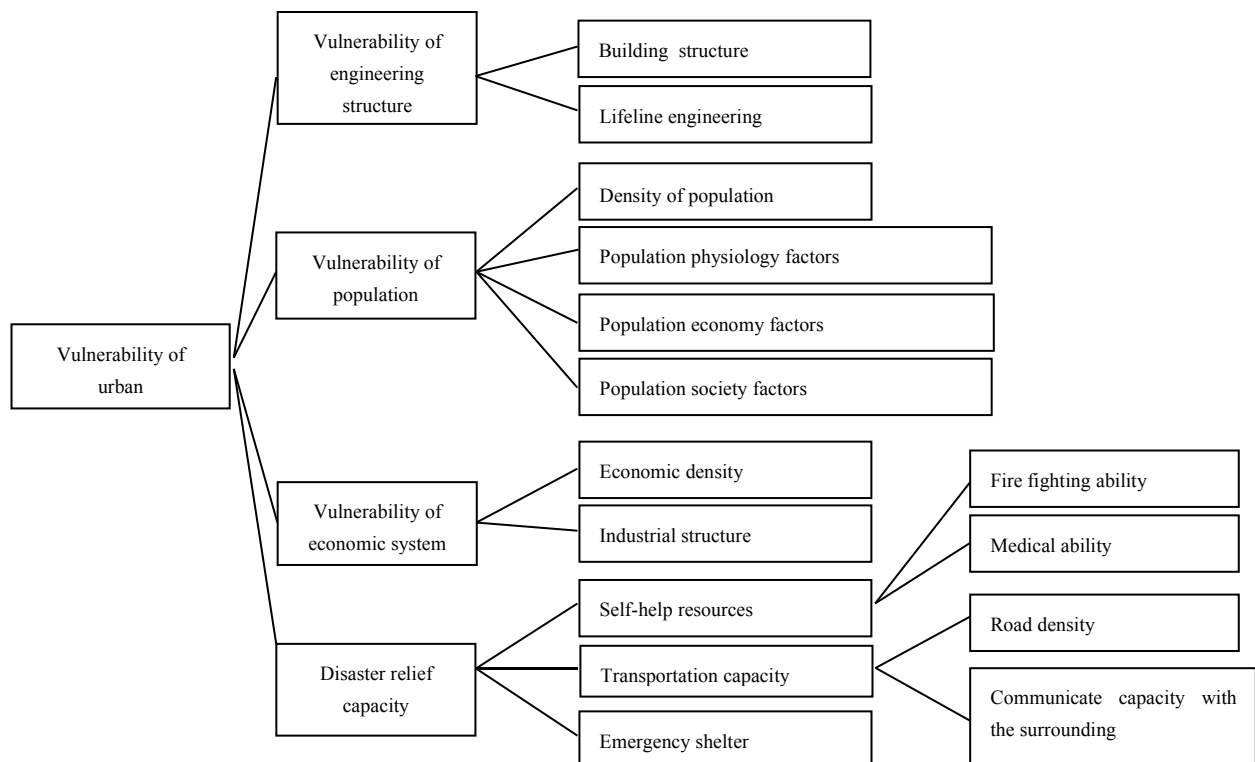 Vulnerability of
urban
Vulnerability of
engineering
structure
Building structure
Lifeline engineering
Vulnerability of
population
Density of population
Population physiology factors
Population economy factors
Population society factors
Vulnerability of
economic system
Economic density
Industrial structure
Disaster relief
capacity
Self-help resources
Fire fighting ability
Medical ability
Transportation capacity
Road density
Communicate capacity with
the surrounding
Emergency shelter